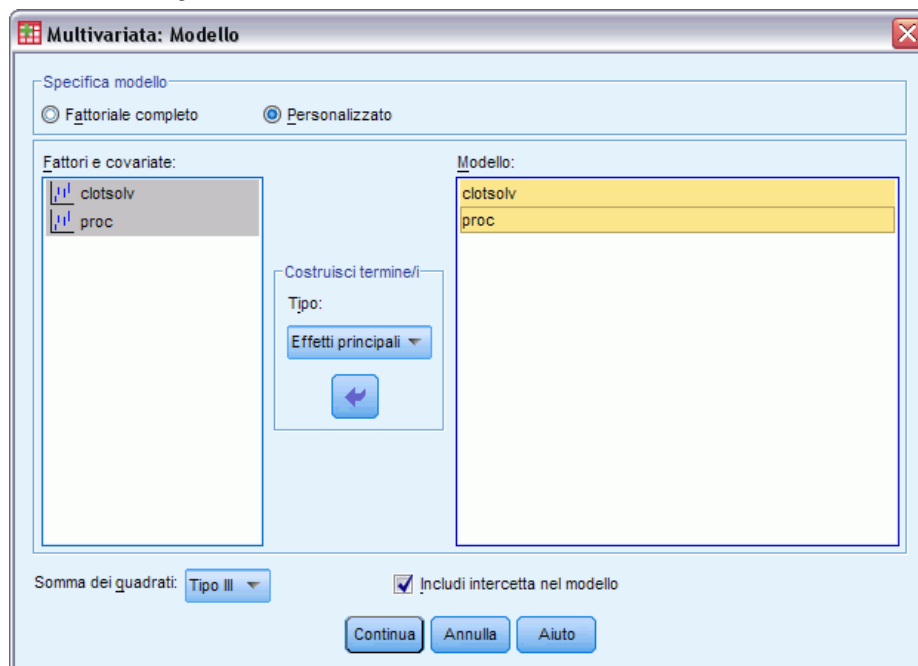 Multivariata: Modello
Specifica modello
Fattoriale completo
Personalizzato
Fattori e covariate:
clotsolv
proc
Costruisci termine/i
Tipo:
Effetti principali
Modello:
clotsolv
proc
Somma dei quadrati: Tipo III
Includi intercetta nel modello
Continua Annulla Aiuto